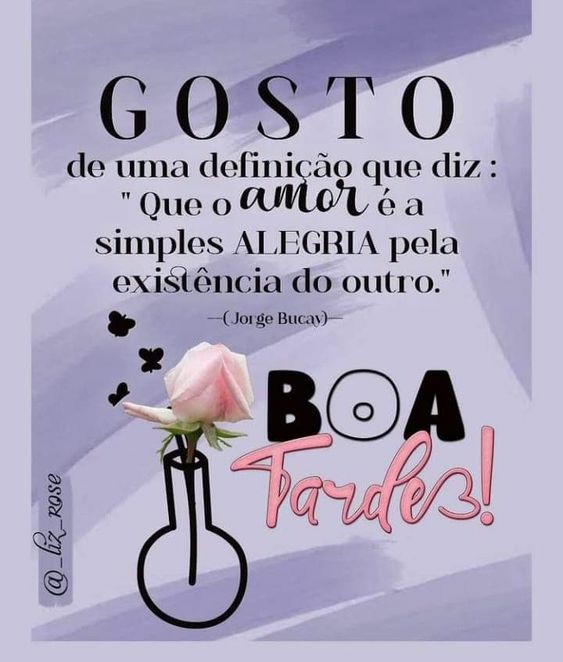 GOSTO
de uma definição que diz :
" Que o amor é a
simples ALEGRIA pela
existência do outro."
—( Jorge Bucay)—
BOA
Tarde!
@_liz_rose